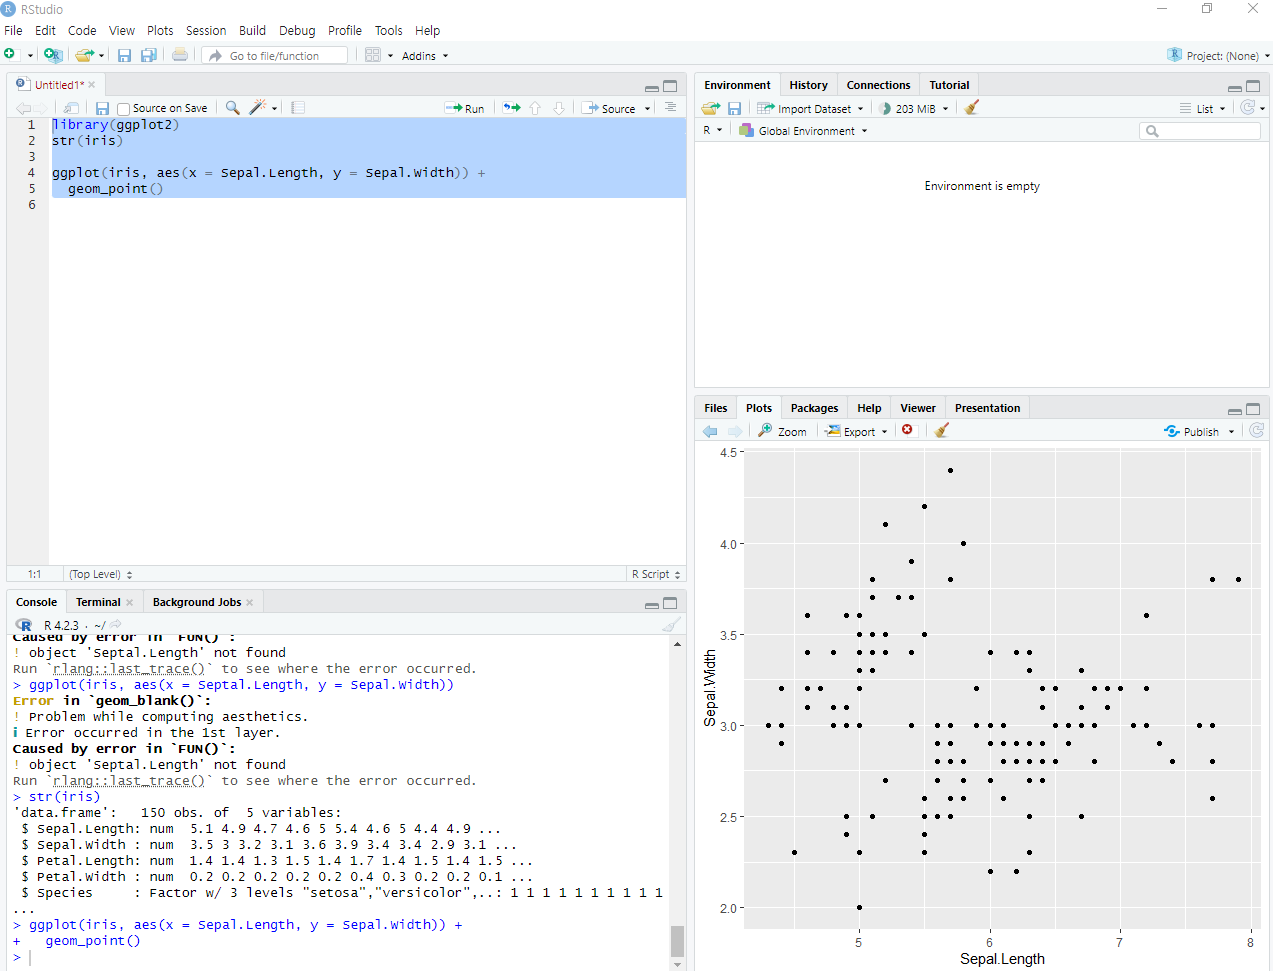 RStudio
File Edit Code View Plots Session Build Debug Profile Tools Help
Go to file/function Addins Project: (None)
Untitled1*
Source on Save Run Source
1 library(ggplot2)
2 str(iris)
3
4 ggplot(iris, aes(x = Sepal.Length, y = Sepal.Width)) +
5   geom_point()
6
1:1 (Top Level) R Script
Console Terminal Background Jobs
R 4.2.3 · ~/
Caused by error in `FUN()`:
! object 'Septal.Length' not found
Run `rlang::last_trace()` to see where the error occurred.
> ggplot(iris, aes(x = Septal.Length, y = Sepal.Width))
Error in `geom_blank()`:
! Problem while computing aesthetics.
ℹ Error occurred in the 1st layer.
Caused by error in `FUN()`:
! object 'Septal.Length' not found
Run `rlang::last_trace()` to see where the error occurred.
> str(iris)
'data.frame':   150 obs. of  5 variables:
 $ Sepal.Length: num  5.1 4.9 4.7 4.6 5 5.4 4.6 5 4.4 4.9 ...
 $ Sepal.Width : num  3.5 3 3.2 3.1 3.6 3.9 3.4 3.4 2.9 3.1 ...
 $ Petal.Length: num  1.4 1.4 1.3 1.5 1.4 1.7 1.4 1.5 1.4 1.5 ...
 $ Petal.Width : num  0.2 0.2 0.2 0.2 0.2 0.4 0.3 0.2 0.2 0.1 ...
 $ Species     : Factor w/ 3 levels "setosa","versicolor",..: 1 1 1 1 1 1 1 1 1 1
...
> ggplot(iris, aes(x = Sepal.Length, y = Sepal.Width)) +
+   geom_point()
>
Environment History Connections Tutorial
Import Dataset 203 MiB List
R Global Environment
Environment is empty
Files Plots Packages Help Viewer Presentation
Zoom Export Publish
4.5
4.0
3.5
3.0
2.5
2.0
Sepal.Width
5 6 7 8
Sepal.Length